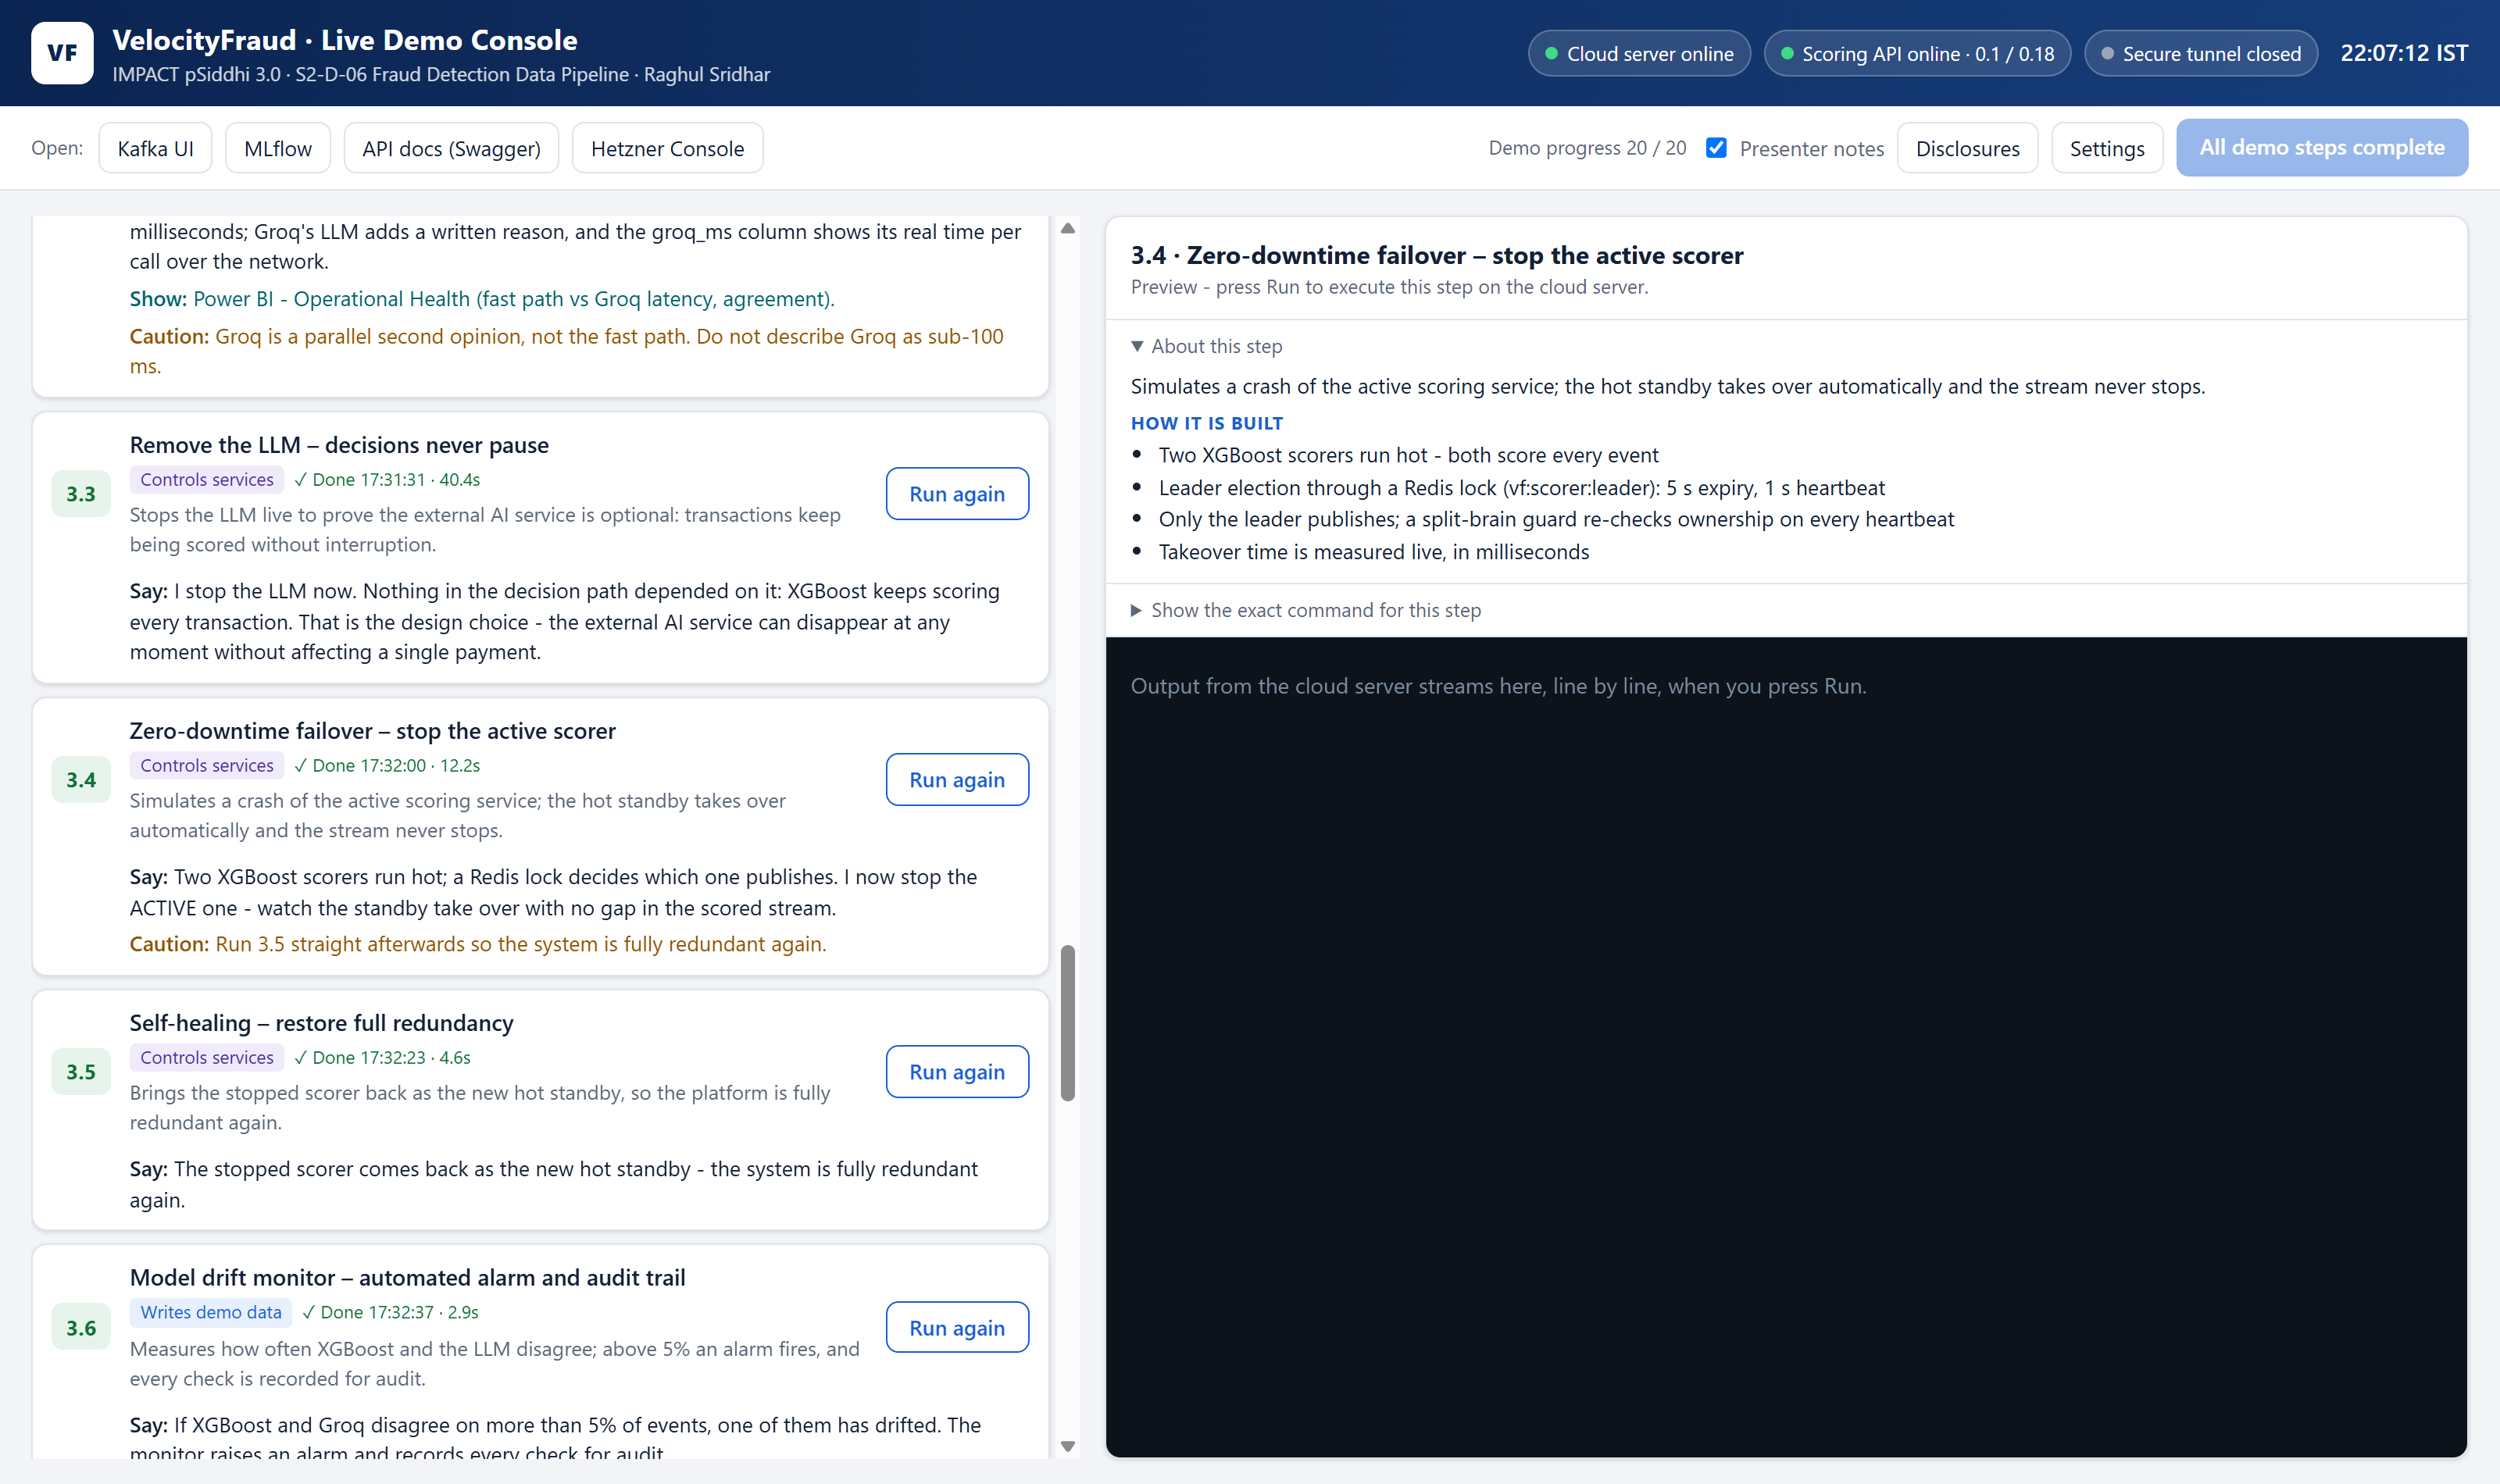 VF
VelocityFraud · Live Demo Console
IMPACT pSiddhi 3.0 · S2-D-06 Fraud Detection Data Pipeline · Raghul Sridhar
Cloud server online
Scoring API online · 0.1 / 0.18
Secure tunnel closed
22:07:12 IST
Open:
Kafka UI
MLflow
API docs (Swagger)
Hetzner Console
Demo progress 20 / 20
Presenter notes
Disclosures
Settings
All demo steps complete
milliseconds; Groq's LLM adds a written reason, and the groq_ms column shows its real time per
call over the network.
Show: Power BI - Operational Health (fast path vs Groq latency, agreement).
Caution: Groq is a parallel second opinion, not the fast path. Do not describe Groq as sub-100
ms.
3.3
Remove the LLM – decisions never pause
Controls services ✓ Done 17:31:31 · 40.4s
Stops the LLM live to prove the external AI service is optional: transactions keep
being scored without interruption.
Run again
Say: I stop the LLM now. Nothing in the decision path depended on it: XGBoost keeps scoring
every transaction. That is the design choice - the external AI service can disappear at any
moment without affecting a single payment.
3.4
Zero-downtime failover – stop the active scorer
Controls services ✓ Done 17:32:00 · 12.2s
Simulates a crash of the active scoring service; the hot standby takes over
automatically and the stream never stops.
Run again
Say: Two XGBoost scorers run hot; a Redis lock decides which one publishes. I now stop the
ACTIVE one - watch the standby take over with no gap in the scored stream.
Caution: Run 3.5 straight afterwards so the system is fully redundant again.
3.5
Self-healing – restore full redundancy
Controls services ✓ Done 17:32:23 · 4.6s
Brings the stopped scorer back as the new hot standby, so the platform is fully
redundant again.
Run again
Say: The stopped scorer comes back as the new hot standby - the system is fully redundant
again.
3.6
Model drift monitor – automated alarm and audit trail
Writes demo data ✓ Done 17:32:37 · 2.9s
Measures how often XGBoost and the LLM disagree; above 5% an alarm fires, and
every check is recorded for audit.
Run again
Say: If XGBoost and Groq disagree on more than 5% of events, one of them has drifted. The
monitor raises an alarm and records every check for audit.
3.4 · Zero-downtime failover – stop the active scorer
Preview - press Run to execute this step on the cloud server.
▼ About this step
Simulates a crash of the active scoring service; the hot standby takes over automatically and the stream never stops.
HOW IT IS BUILT
• Two XGBoost scorers run hot - both score every event
• Leader election through a Redis lock (vf:scorer:leader): 5 s expiry, 1 s heartbeat
• Only the leader publishes; a split-brain guard re-checks ownership on every heartbeat
• Takeover time is measured live, in milliseconds
▶ Show the exact command for this step
Output from the cloud server streams here, line by line, when you press Run.